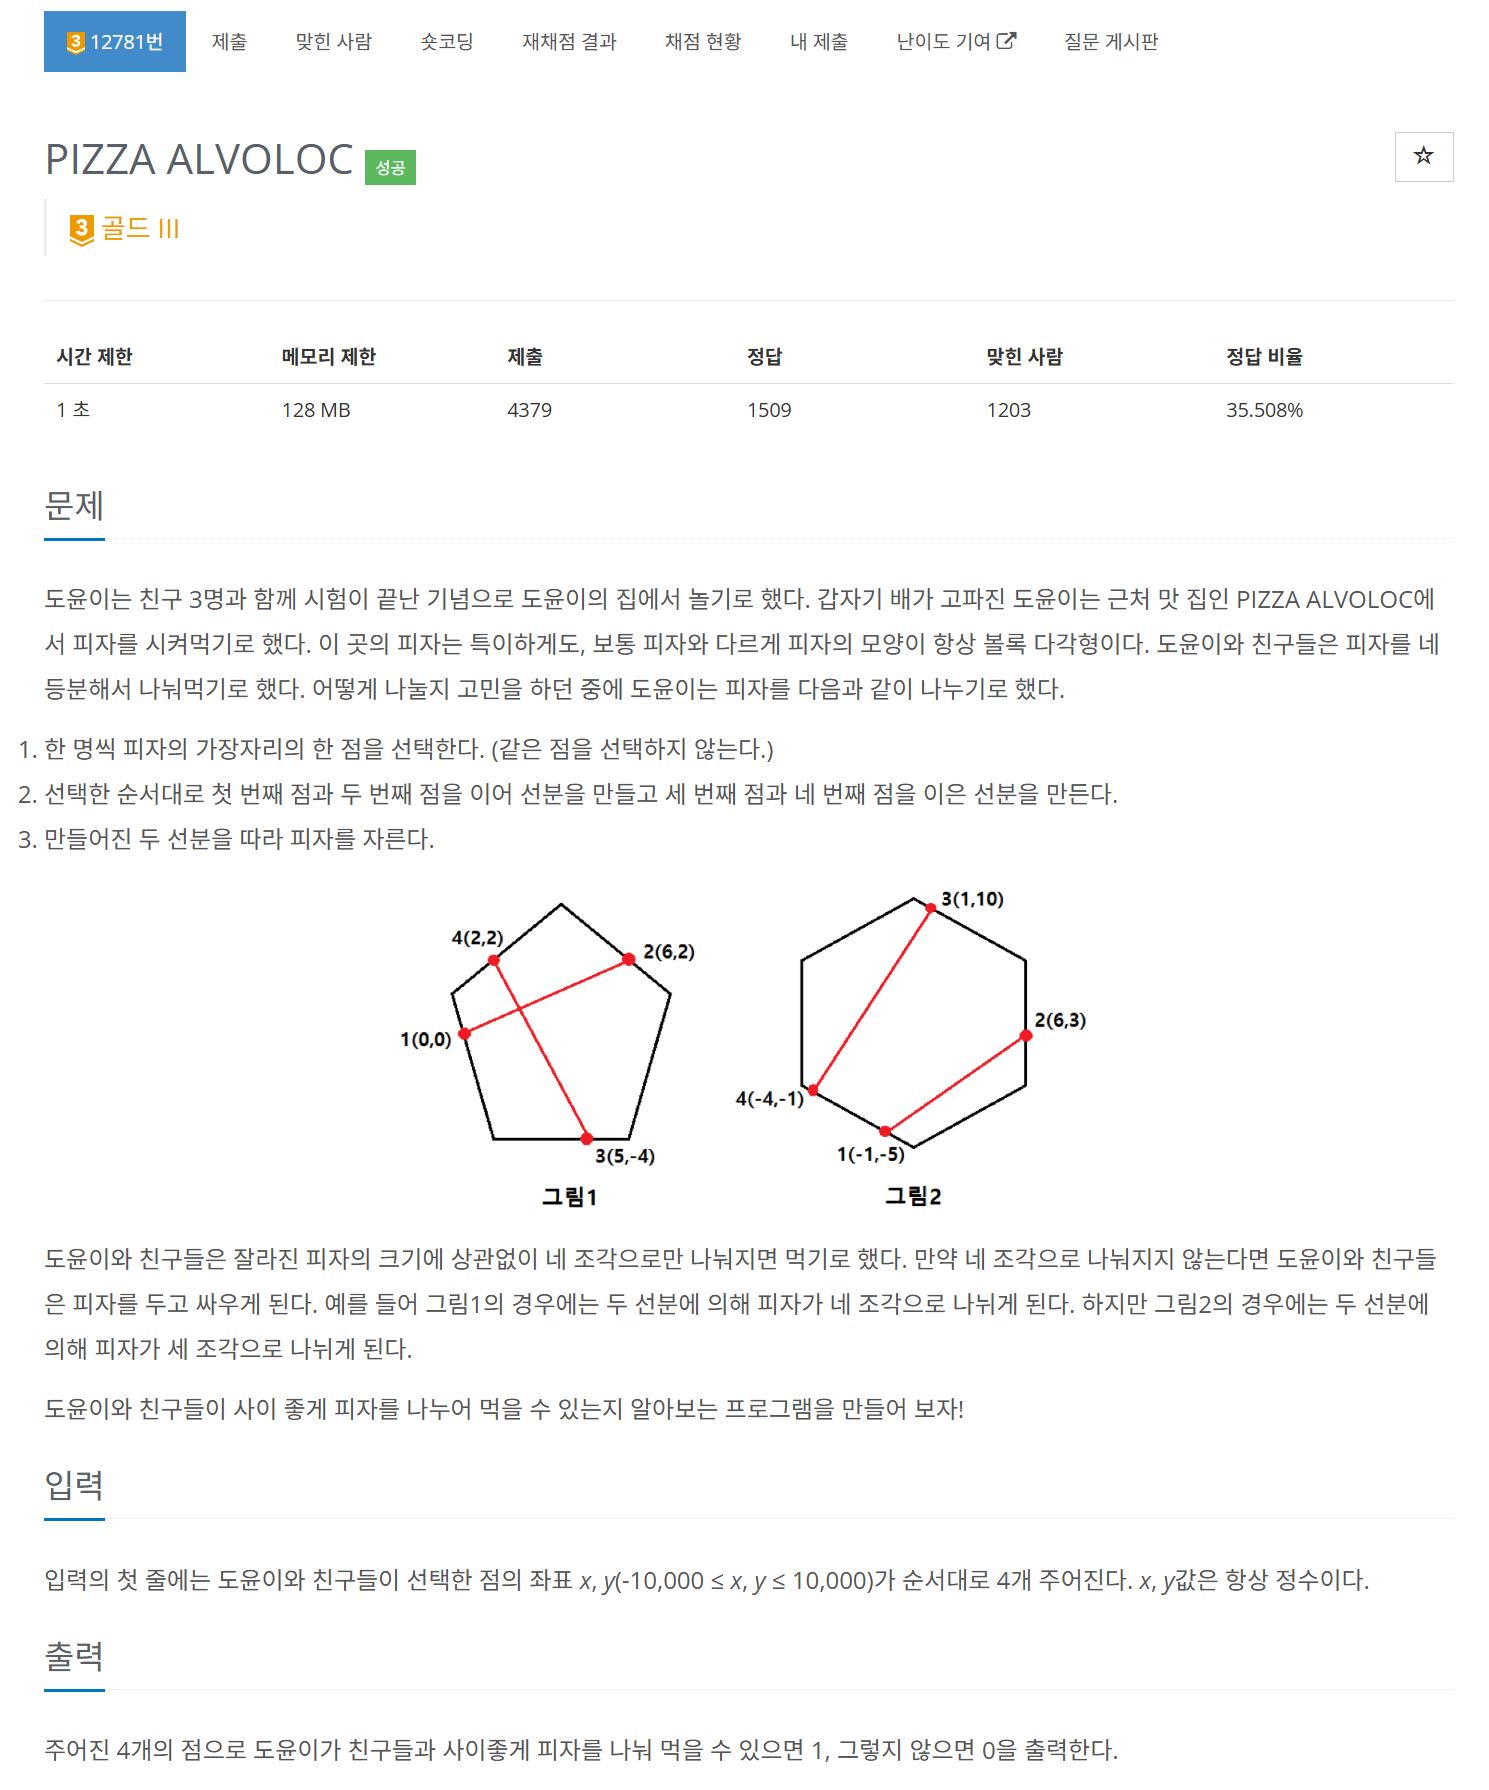 3 12781번 제출 맞힌 사람 숏코딩 재채점 결과 채점 현황 내 제출 난이도 기여 질문 게시판
PIZZA ALVOLOC 성공
3 골드 III
시간 제한 메모리 제한 제출 정답 맞힌 사람 정답 비율
1 초 128 MB 4379 1509 1203 35.508%
문제
도윤이는 친구 3명과 함께 시험이 끝난 기념으로 도윤이의 집에서 놀기로 했다. 갑자기 배가 고파진 도윤이는 근처 맛 집인 PIZZA ALVOLOC에
서 피자를 시켜먹기로 했다. 이 곳의 피자는 특이하게도, 보통 피자와 다르게 피자의 모양이 항상 볼록 다각형이다. 도윤이와 친구들은 피자를 네
등분해서 나눠먹기로 했다. 어떻게 나눌지 고민을 하던 중에 도윤이는 피자를 다음과 같이 나누기로 했다.
1. 한 명씩 피자의 가장자리의 한 점을 선택한다. (같은 점을 선택하지 않는다.)
2. 선택한 순서대로 첫 번째 점과 두 번째 점을 이어 선분을 만들고 세 번째 점과 네 번째 점을 이은 선분을 만든다.
3. 만들어진 두 선분을 따라 피자를 자른다.
4(2,2)
2(6,2)
1(0,0)
3(5,-4)
그림1
3(1,10)
2(6,3)
4(-4,-1)
1(-1,-5)
그림2
도윤이와 친구들은 잘라진 피자의 크기에 상관없이 네 조각으로만 나눠지면 먹기로 했다. 만약 네 조각으로 나눠지지 않는다면 도윤이와 친구들
은 피자를 두고 싸우게 된다. 예를 들어 그림1의 경우에는 두 선분에 의해 피자가 네 조각으로 나뉘게 된다. 하지만 그림2의 경우에는 두 선분에
의해 피자가 세 조각으로 나뉘게 된다.
도윤이와 친구들이 사이 좋게 피자를 나누어 먹을 수 있는지 알아보는 프로그램을 만들어 보자!
입력
입력의 첫 줄에는 도윤이와 친구들이 선택한 점의 좌표 x, y(-10,000 ≤ x, y ≤ 10,000)가 순서대로 4개 주어진다. x, y값은 항상 정수이다.
출력
주어진 4개의 점으로 도윤이가 친구들과 사이좋게 피자를 나눠 먹을 수 있으면 1, 그렇지 않으면 0을 출력한다.